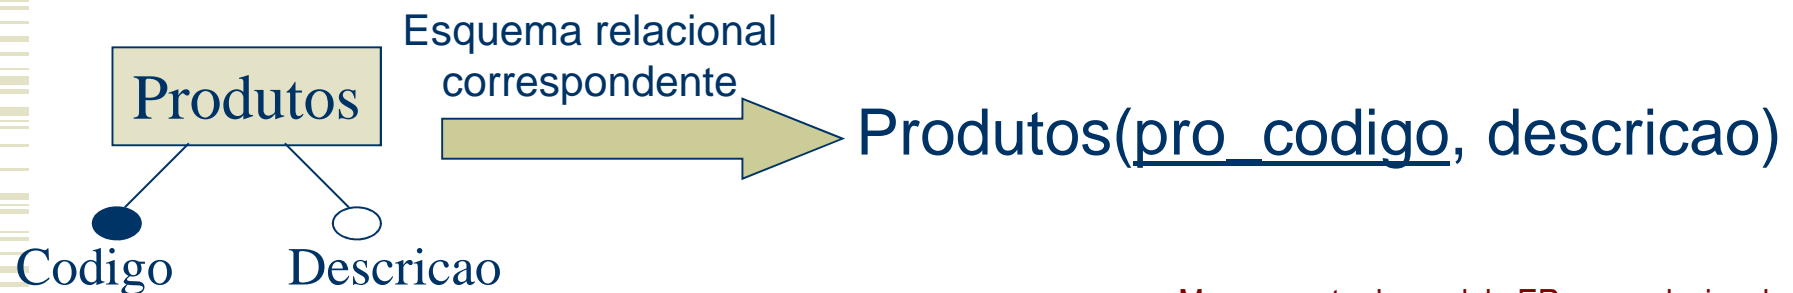 Esquema relacional
correspondente
Produtos
Produtos(pro_codigo, descricao)
Codigo
Descricao